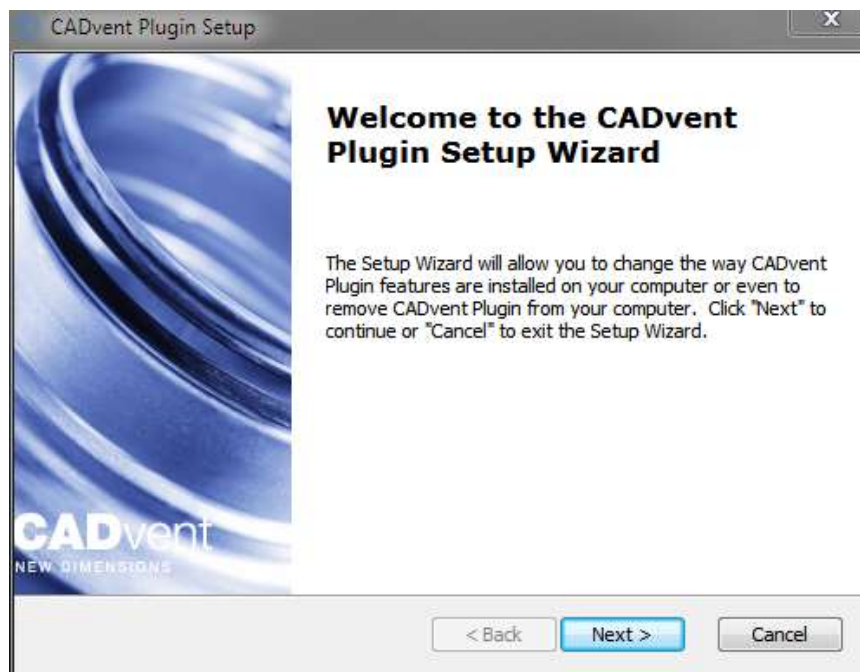 CADvent Plugin Setup
X
Welcome to the CADvent
Plugin Setup Wizard
The Setup Wizard will allow you to change the way CADvent
Plugin features are installed on your computer or even to
remove CADvent Plugin from your computer.  Click "Next" to
continue or "Cancel" to exit the Setup Wizard.
CADvent
NEW DIMENSIONS
< Back
Next >
Cancel